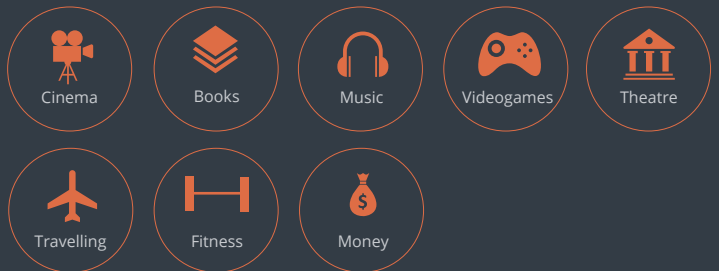 Cinema
Books
Music
Videogames
Theatre
Travelling
Fitness
$
Money